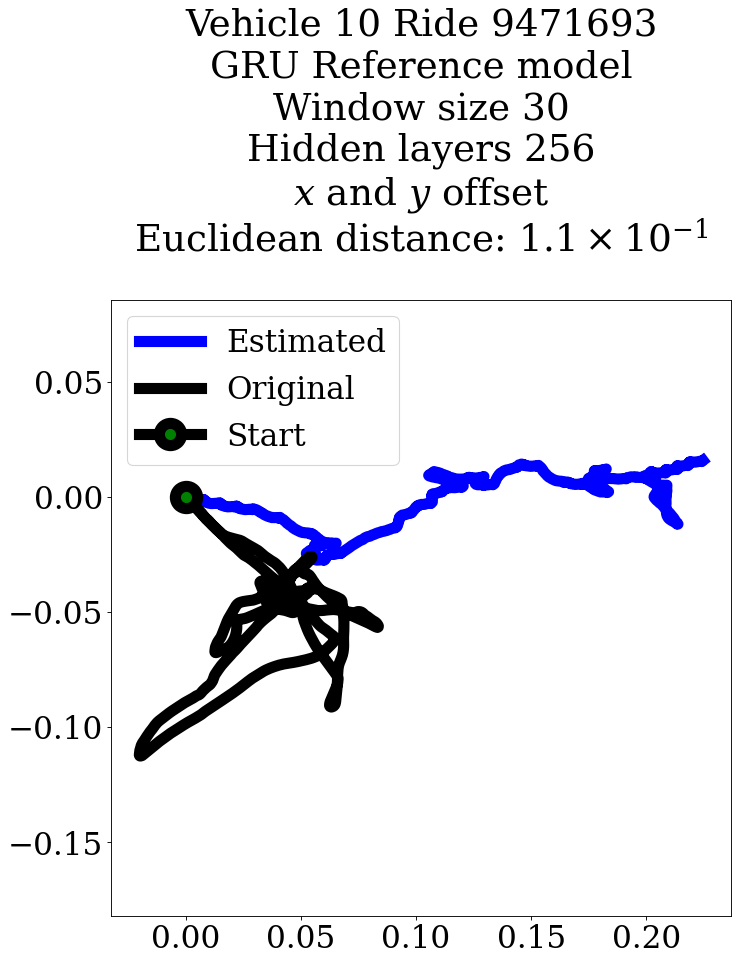 Vehicle 10 Ride 9471693
GRU Reference model
Window size 30
Hidden layers 256
x and y offset
Euclidean distance: 1.1 × 10⁻¹
Estimated
Original
Start
0.05
0.00
−0.05
−0.10
−0.15
0.00 0.05 0.10 0.15 0.20